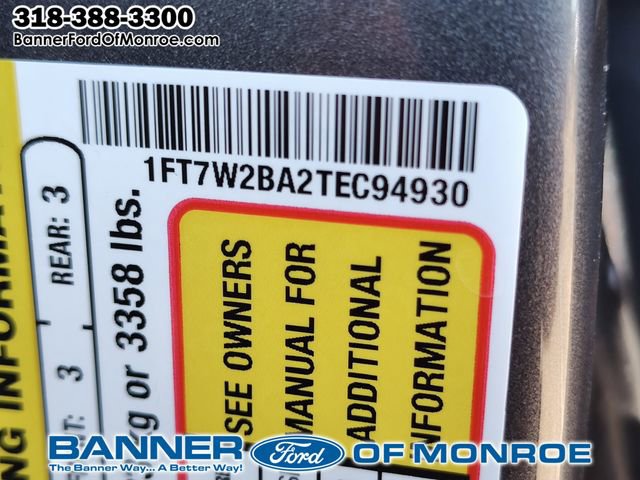 318-388-3300
BannerFordOfMonroe.com
1FT7W2BA2TEC94930
REAR: 3
3
g or 3358 lbs.
SEE OWNERS
MANUAL FOR
ADDITIONAL
INFORMATION
BANNER Ford OF MONROE
The Banner Way... A Better Way!